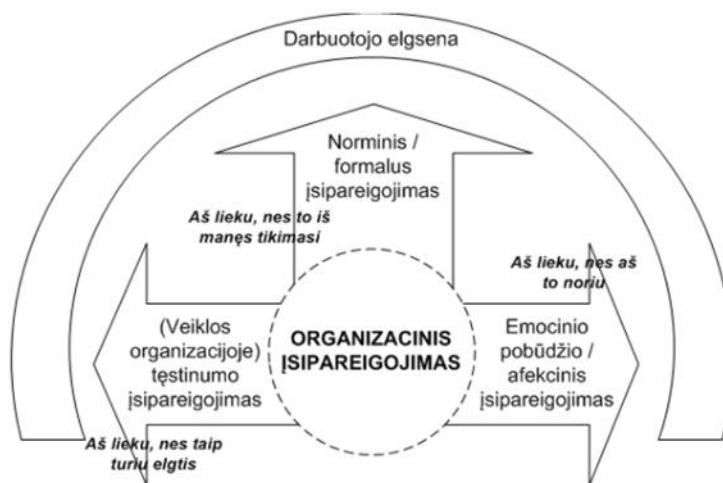 Darbuotojo elgsena
Norminis /
formalus
įsipareigojimas
Aš lieku, nes to iš
manęs tikimasi
Aš lieku, nes aš
to noriu
(Veiklos
organizacijoje)
tęstinumo
įsipareigojimas
ORGANIZACINIS
ĮSIPAREIGOJIMAS
Emocinio
pobūdžio /
afekcinis
įsipareigojimas
Aš lieku, nes taip
turiu elgtis